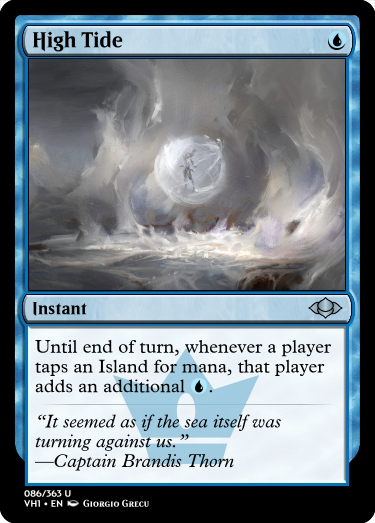 High Tide
Instant
Until end of turn, whenever a player
taps an Island for mana, that player
adds an additional .
“It seemed as if the sea itself was
turning against us.”
—Captain Brandis Thorn
086/363 U
VH1 • EN Giorgio Grecu